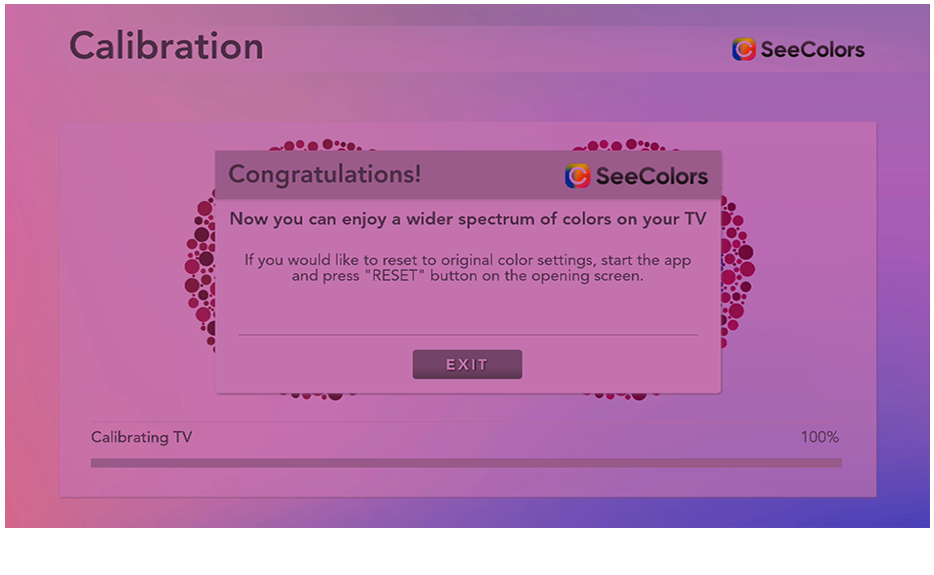 Calibration
SeeColors
Congratulations!
SeeColors
Now you can enjoy a wider spectrum of colors on your TV
If you would like to reset to original color settings, start the app
and press "RESET" button on the opening screen.
EXIT
Calibrating TV
100%